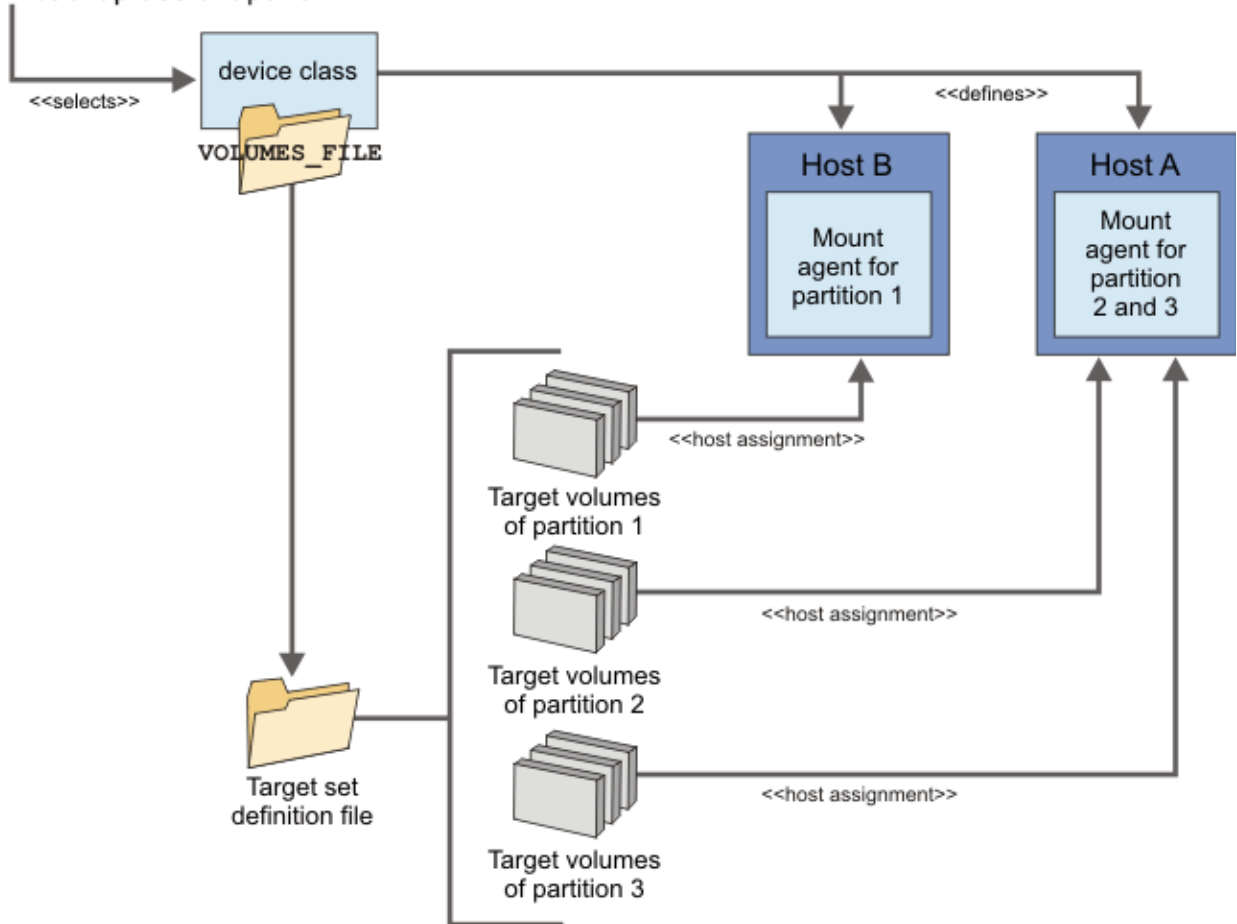 <<selects>>
device class
VOLUMES_FILE
<<defines>>
Host B
Mount
agent for
partition 1
Host A
Mount
agent for
partition
2 and 3
<<host assignment>>
Target volumes
of partition 1
<<host assignment>>
Target volumes
of partition 2
<<host assignment>>
Target volumes
of partition 3
Target set
definition file